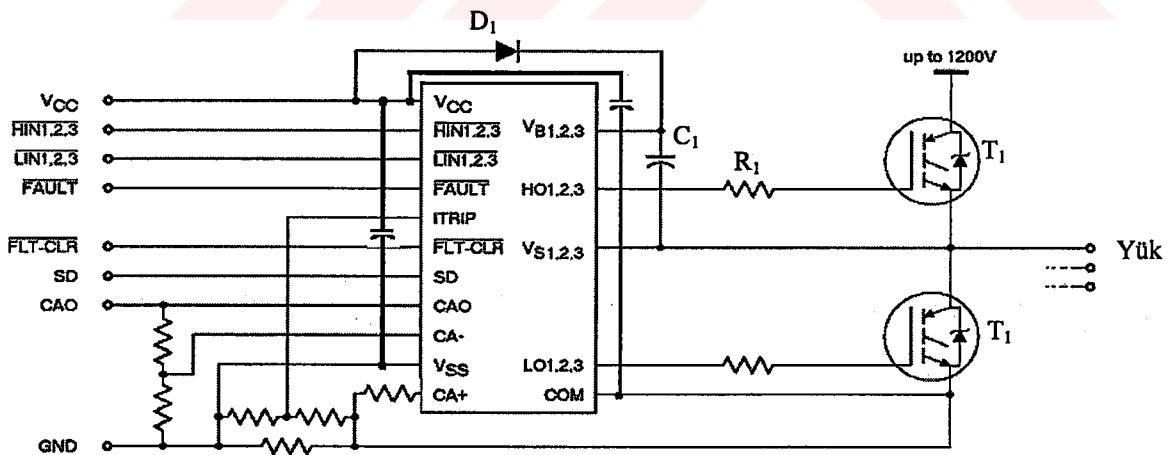 D1
up to 1200V
VCC
HIN1,2,3
LIN1,2,3
FAULT
FLT-CLR
SD
CAO
GND
VCC
HIN1,2,3
LIN1,2,3
FAULT
ITRIP
FLT-CLR
SD
CAO
CA-
VSS
CA+
VB1,2,3
HO1,2,3
VS1,2,3
LO1,2,3
COM
C1
R1
T1
Yük
T1